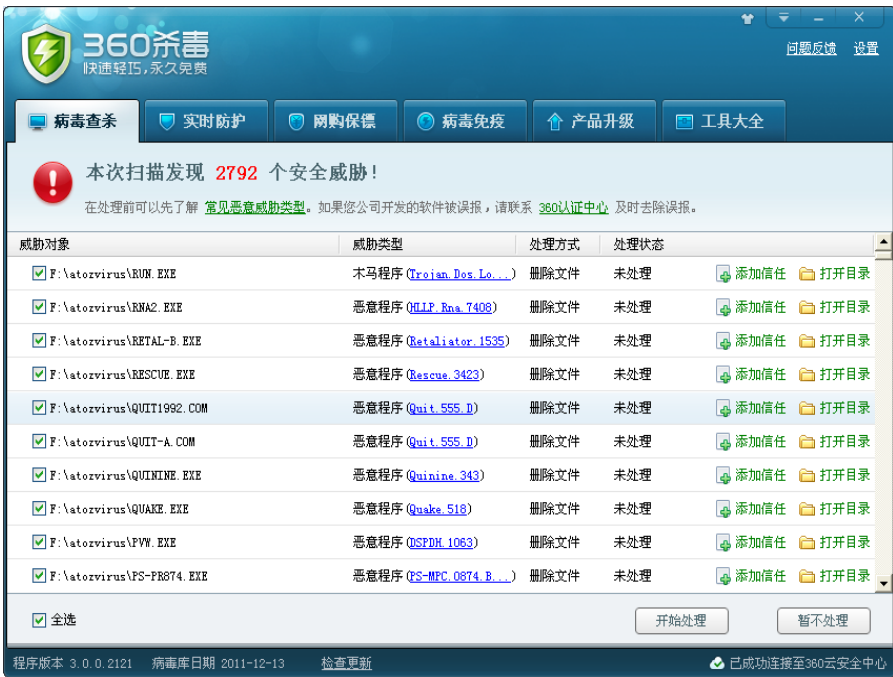 360杀毒
快速轻巧,永久免费
问题反馈 设置
病毒查杀 实时防护 网购保镖 病毒免疫 产品升级 工具大全
本次扫描发现 2792 个安全威胁!
在处理前可以先了解 常见恶意威胁类型。如果您公司开发的软件被误报,请联系 360认证中心 及时去除误报。
威胁对象 威胁类型 处理方式 处理状态
F:\atozvirus\RUN.EXE 木马程序(Trojan.Dos.Lo...) 删除文件 未处理 添加信任 打开目录
F:\atozvirus\RNA2.EXE 恶意程序(HLLP.Rna.7408) 删除文件 未处理 添加信任 打开目录
F:\atozvirus\RETAL-B.EXE 恶意程序(Retaliator.1535) 删除文件 未处理 添加信任 打开目录
F:\atozvirus\RESCUE.EXE 恶意程序(Rescue.3423) 删除文件 未处理 添加信任 打开目录
F:\atozvirus\QUIT1992.COM 恶意程序(Quit.555.D) 删除文件 未处理 添加信任 打开目录
F:\atozvirus\QUIT-A.COM 恶意程序(Quit.555.D) 删除文件 未处理 添加信任 打开目录
F:\atozvirus\QUININE.EXE 恶意程序(Quinine.343) 删除文件 未处理 添加信任 打开目录
F:\atozvirus\QUAKE.EXE 恶意程序(Quake.518) 删除文件 未处理 添加信任 打开目录
F:\atozvirus\PVW.EXE 恶意程序(DSPDH.1063) 删除文件 未处理 添加信任 打开目录
F:\atozvirus\PS-PR874.EXE 恶意程序(PS-MPC.0874.B...) 删除文件 未处理 添加信任 打开目录
全选 开始处理 暂不处理
程序版本 3.0.0.2121 病毒库日期 2011-12-13 检查更新 已成功连接至360云安全中心